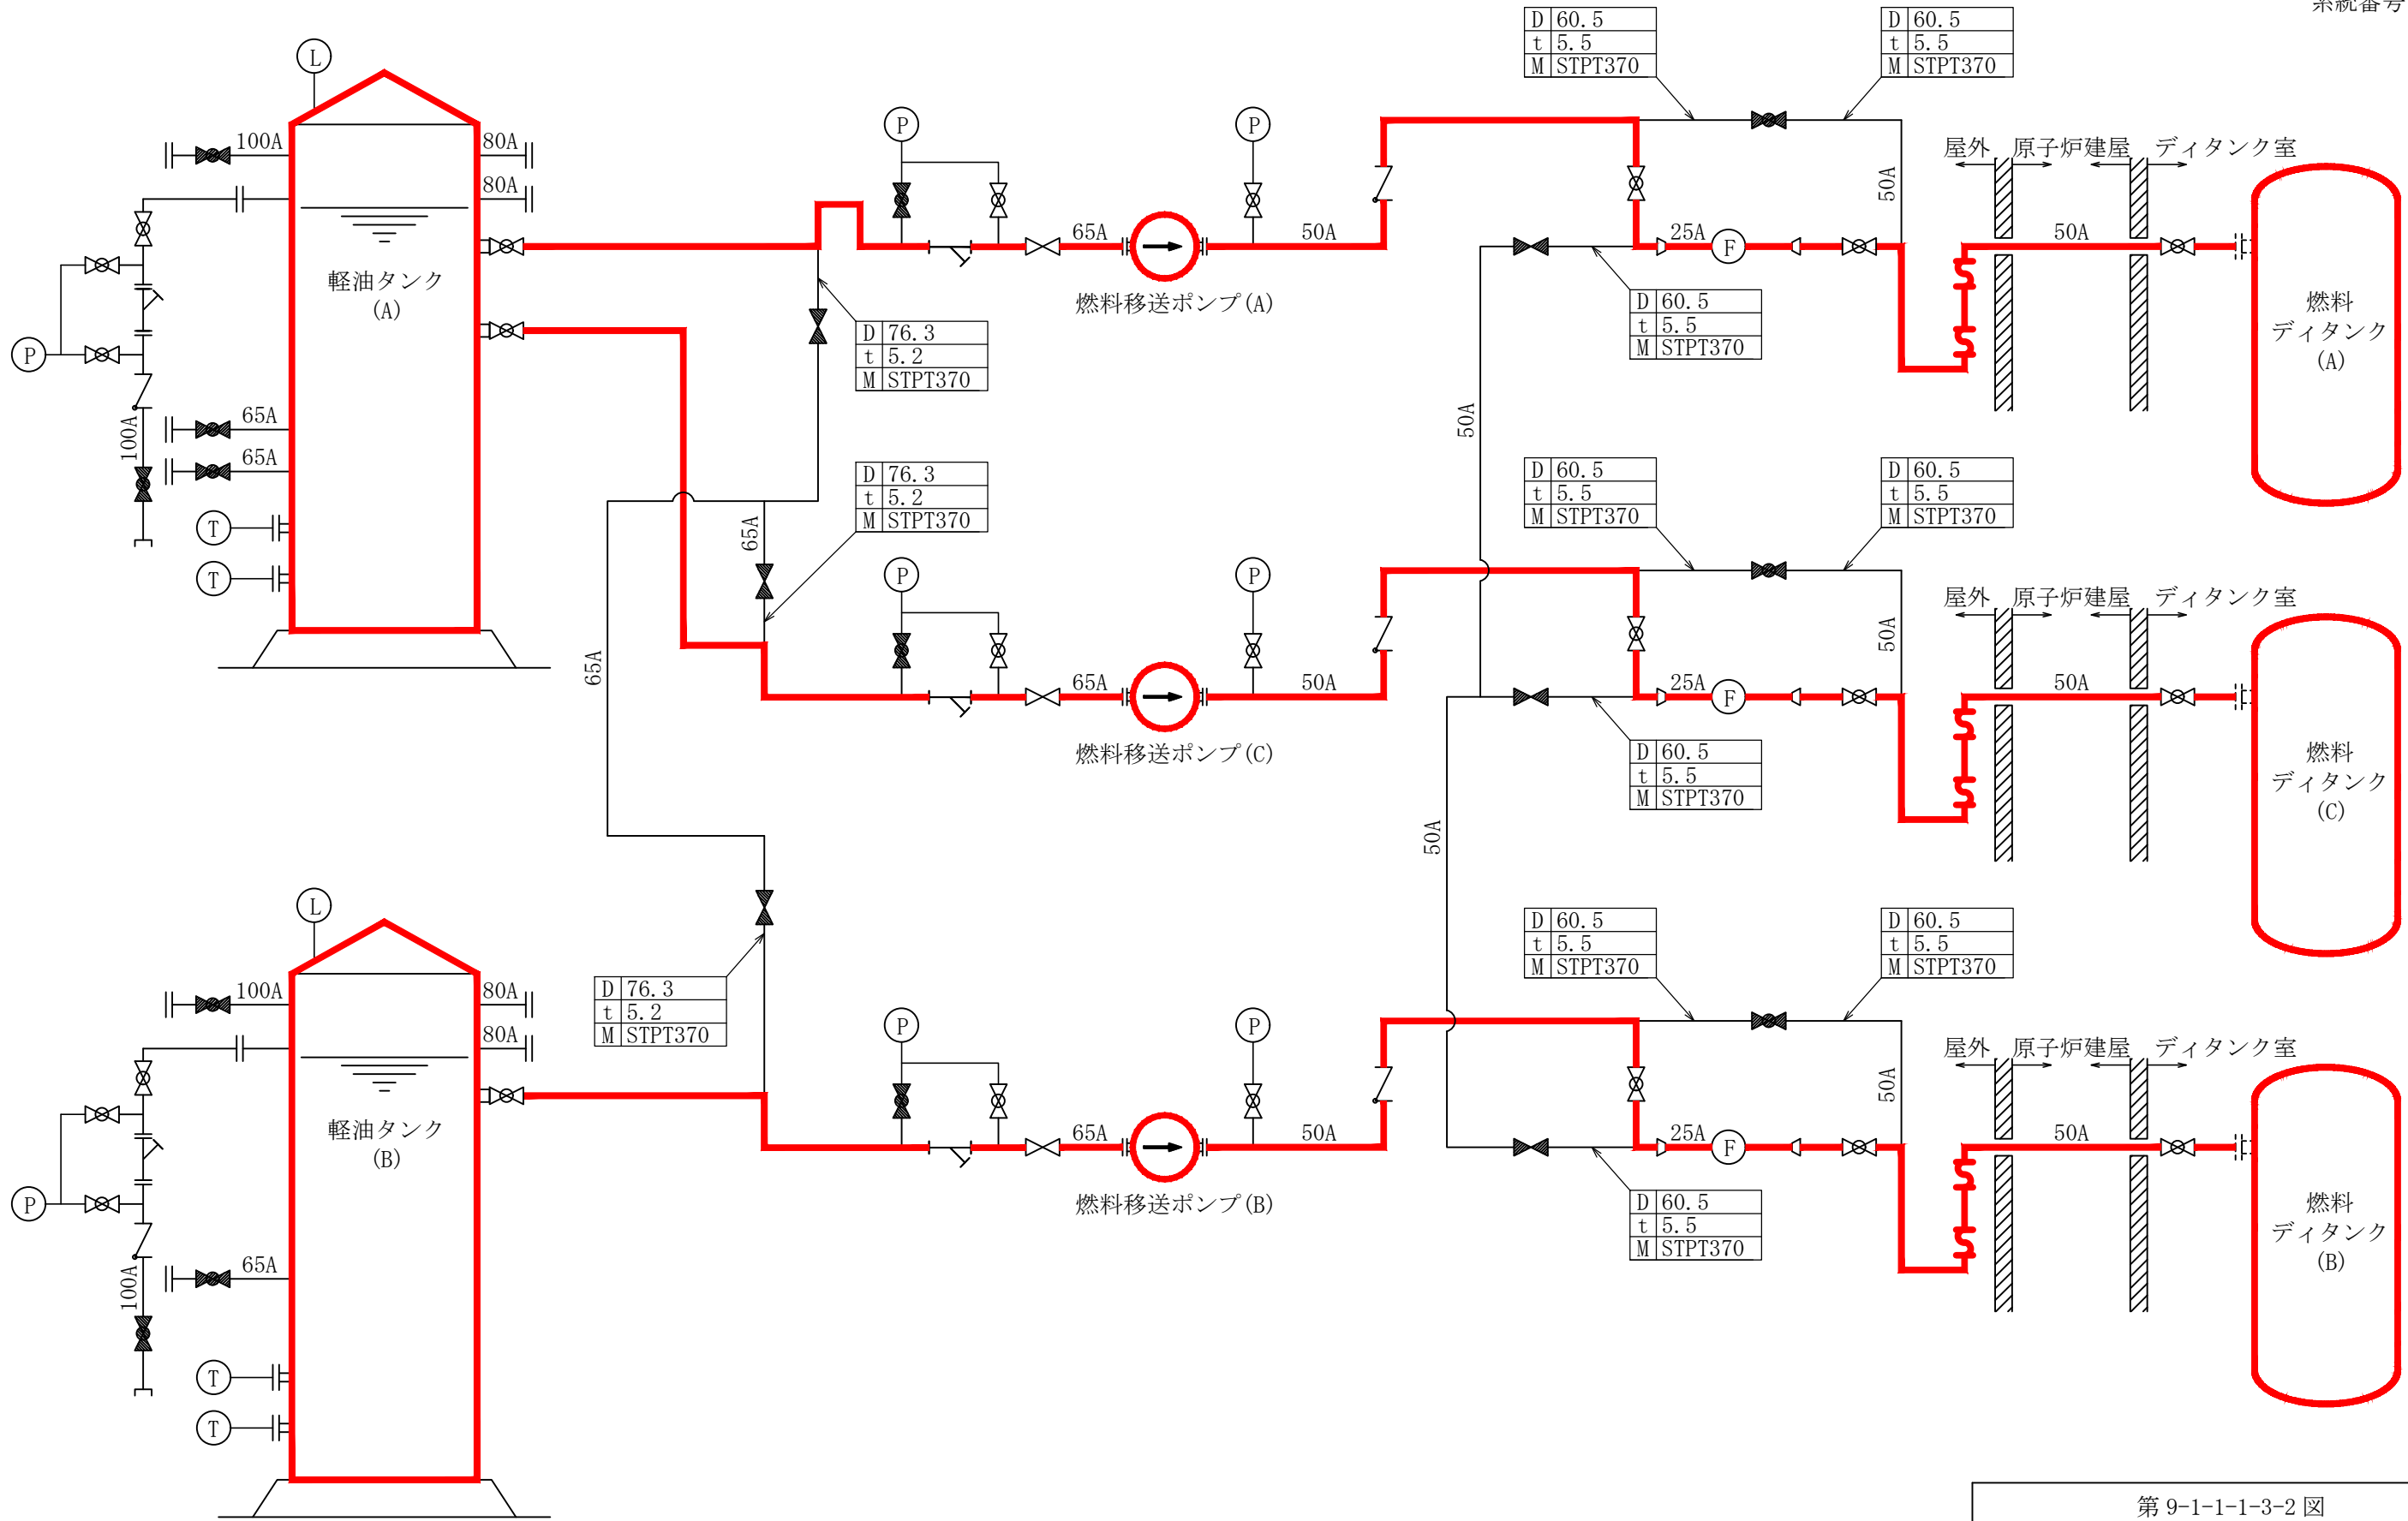 系統番号
D 60.5
t 5.5
M STPT370
D 60.5
t 5.5
M STPT370
L
100A
80A
80A
軽油タンク
(A)
P
65A
65A
100A
T
T
P
65A
燃料移送ポンプ(A)
P
50A
D 76.3
t 5.2
M STPT370
D 76.3
t 5.2
M STPT370
65A
65A
50A
25A
F
50A
D 60.5
t 5.5
M STPT370
屋外
原子炉建屋
ディタンク室
50A
燃料
ディタンク
(A)
D 60.5
t 5.5
M STPT370
D 60.5
t 5.5
M STPT370
P
65A
燃料移送ポンプ(C)
P
50A
25A
F
50A
D 60.5
t 5.5
M STPT370
屋外
原子炉建屋
ディタンク室
50A
燃料
ディタンク
(C)
50A
L
100A
80A
80A
軽油タンク
(B)
P
65A
100A
T
T
D 76.3
t 5.2
M STPT370
D 60.5
t 5.5
M STPT370
D 60.5
t 5.5
M STPT370
P
65A
燃料移送ポンプ(B)
P
50A
25A
F
50A
D 60.5
t 5.5
M STPT370
屋外
原子炉建屋
ディタンク室
50A
燃料
ディタンク
(B)
第 9-1-1-1-3-2 図